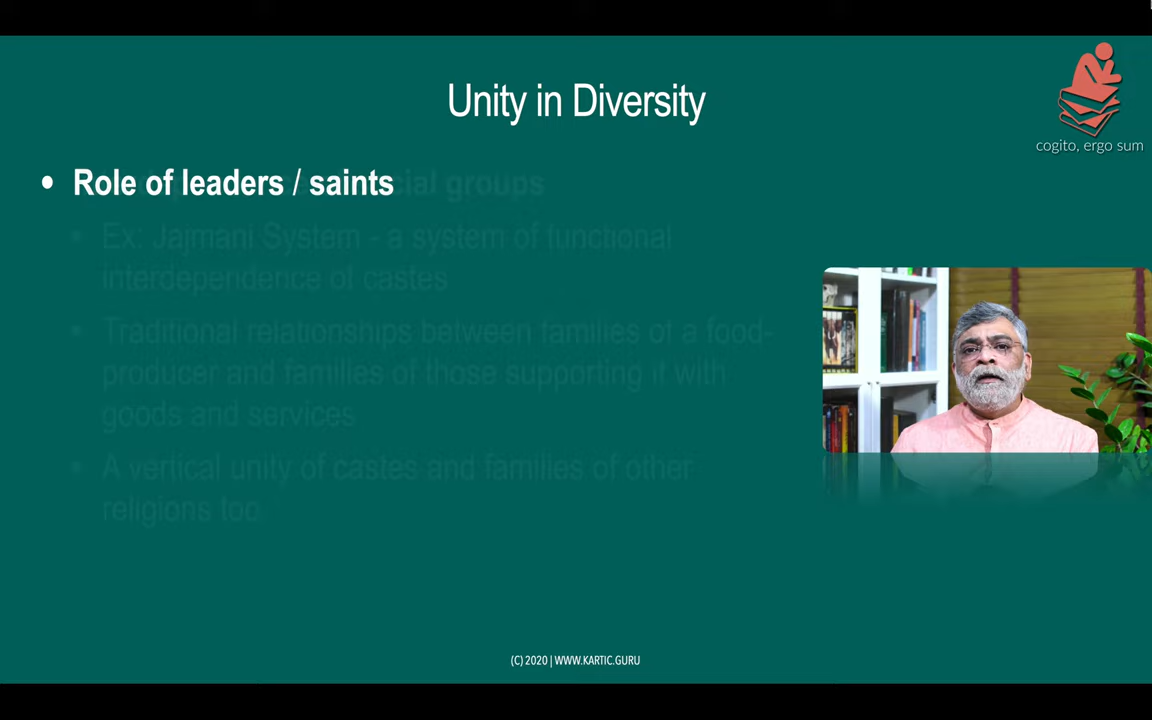 cogito, ergo sum
Unity in Diversity
• Role of leaders / saints
social groups
• Ex: Jajmani System - a system of functional
interdependence of castes
• Traditional relationships between families of a food-
producer and families of those supporting it with
goods and services
• A vertical unity of castes and families of other
religions too
(C) 2020 | WWW.KARTIC.GURU